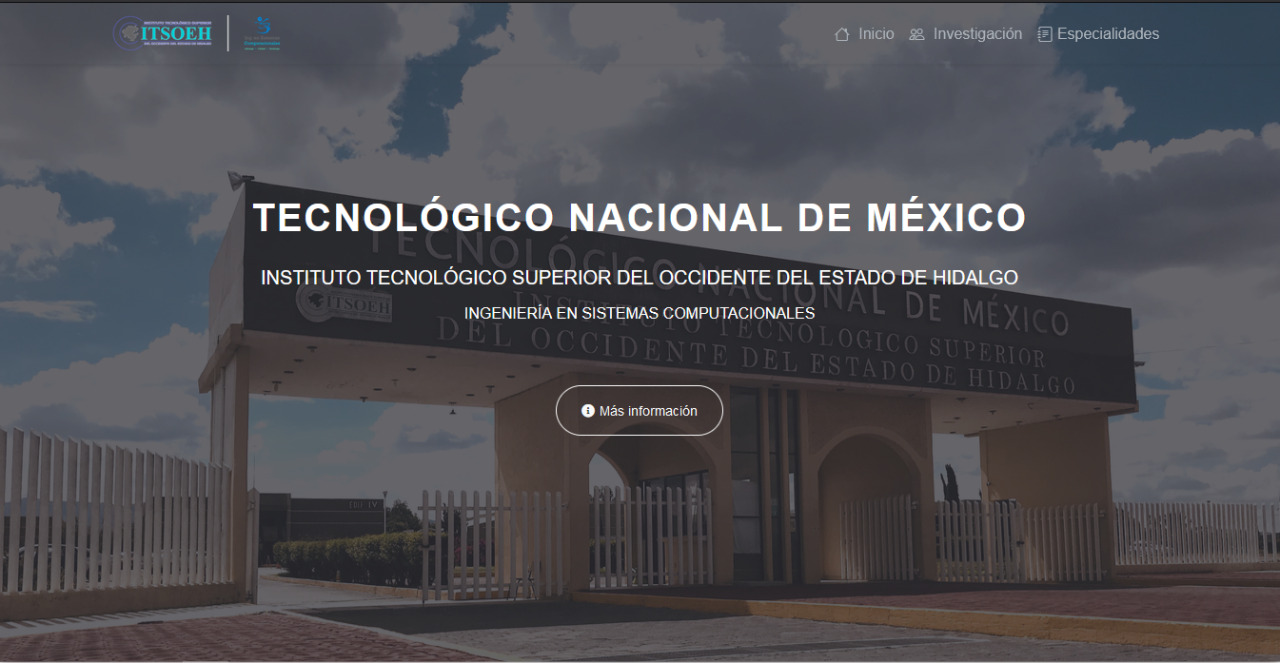 INSTITUTO TECNOLÓGICO SUPERIOR
ITSOEH
DEL OCCIDENTE DEL ESTADO DE HIDALGO
Inicio
Investigación
Especialidades
TECNOLÓGICO NACIONAL DE MÉXICO
INSTITUTO TECNOLÓGICO SUPERIOR DEL OCCIDENTE DEL ESTADO DE HIDALGO
INGENIERÍA EN SISTEMAS COMPUTACIONALES
TECNOLÓGICO NACIONAL DE MÉXICO
ITSOEH
INSTITUTO TECNOLOGICO SUPERIOR
DEL OCCIDENTE DEL ESTADO DE HIDALGO
Más información